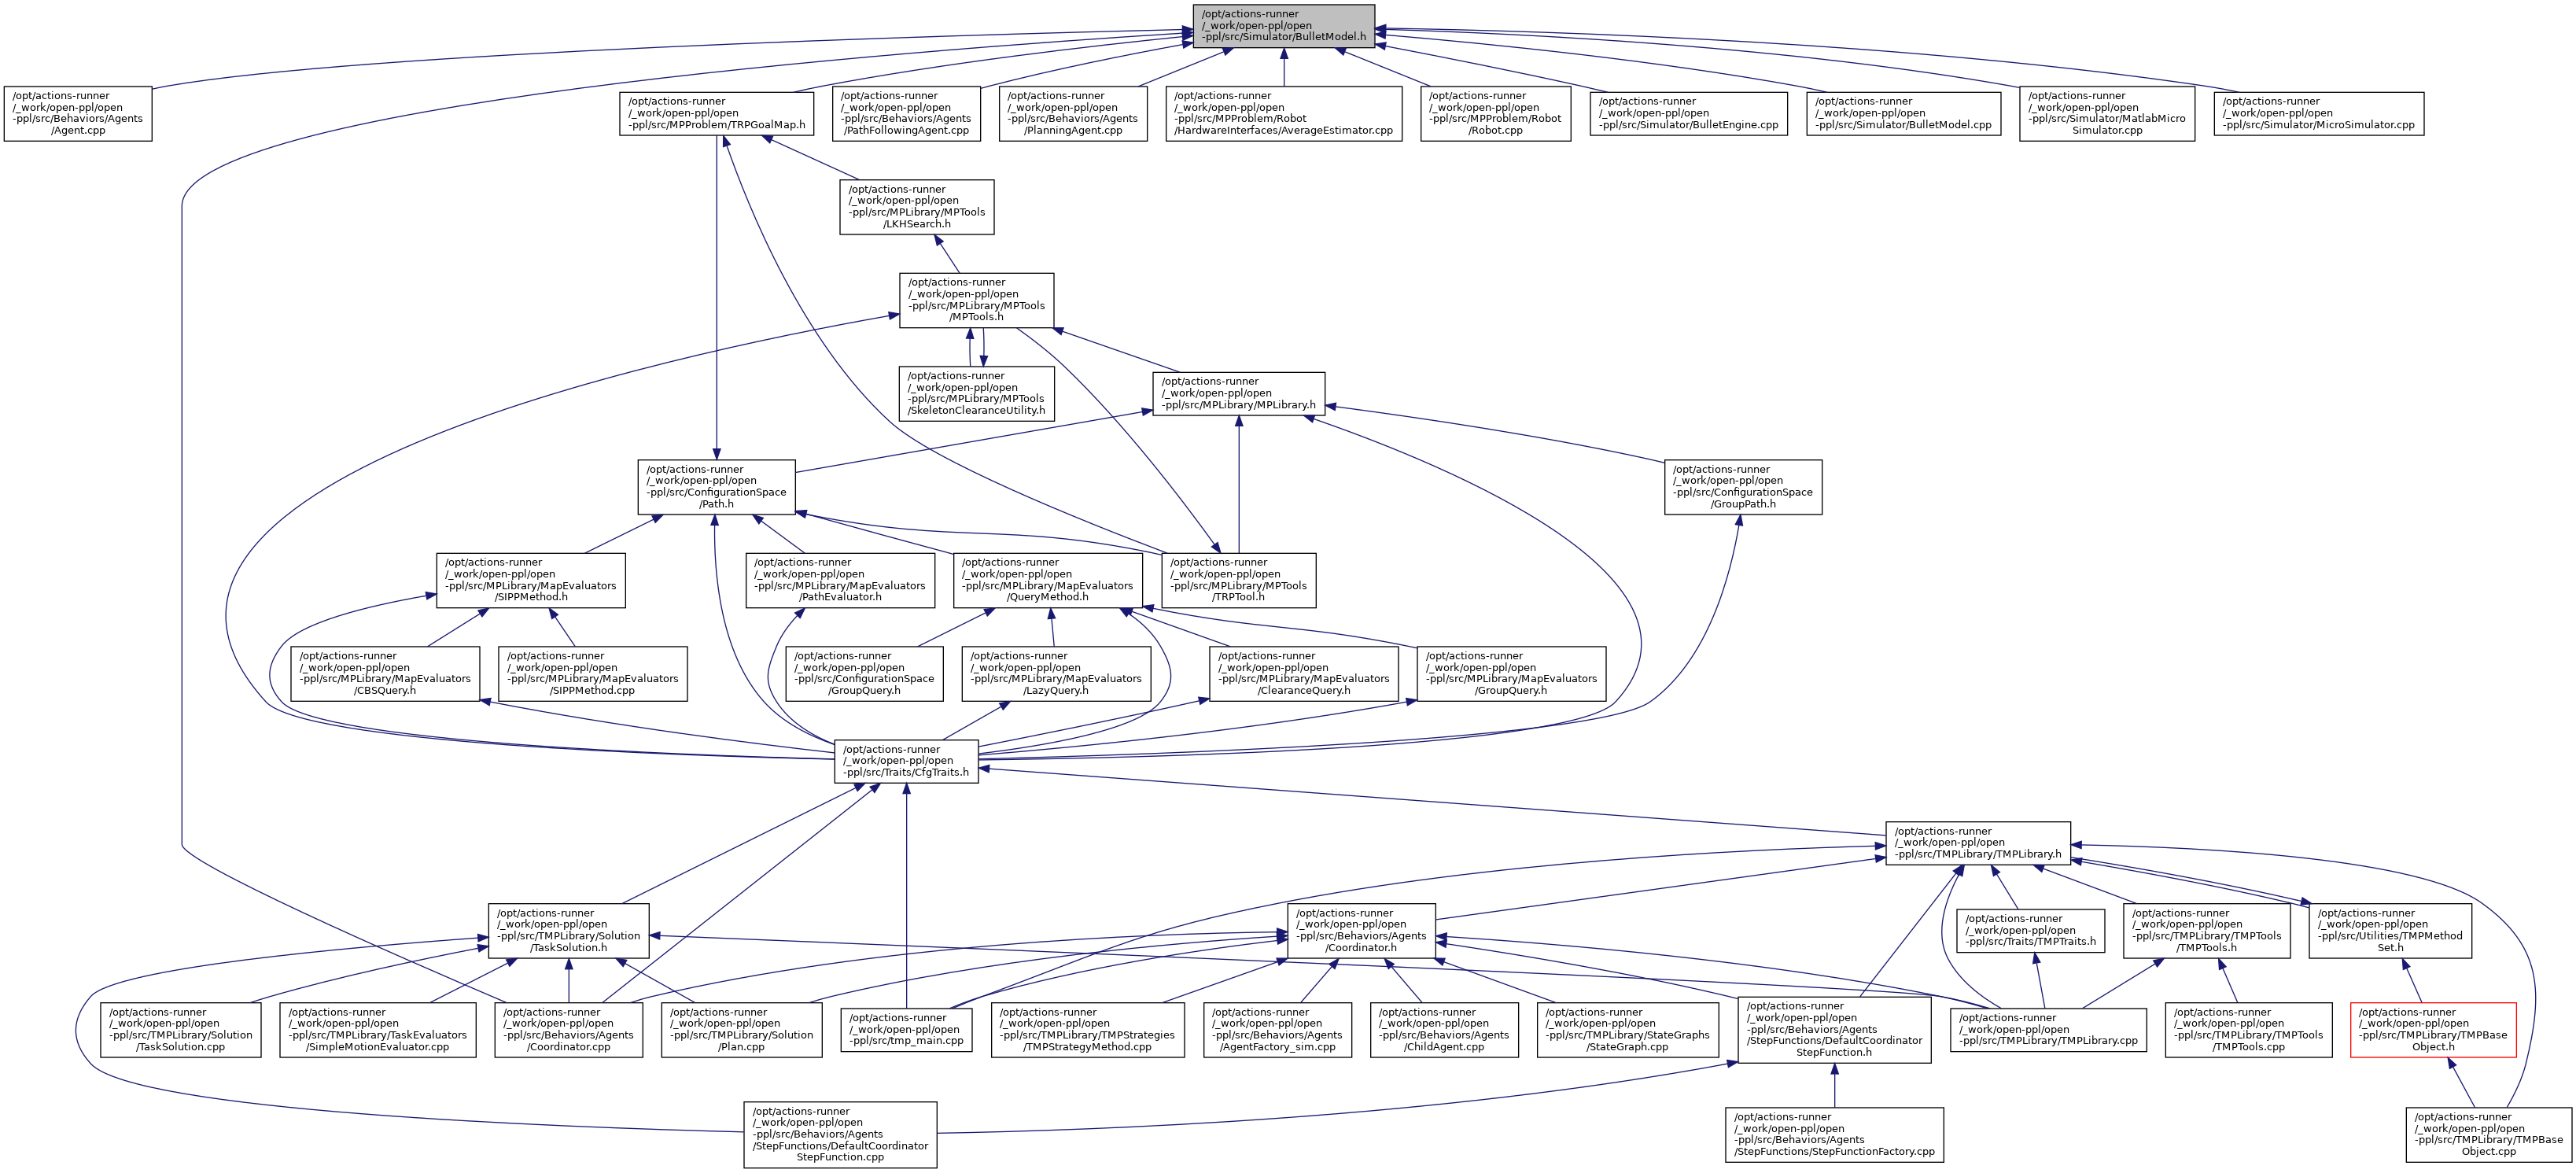 /opt/actions-runner
/_work/open-ppl/open
-ppl/src/Simulator/BulletModel.h
/opt/actions-runner
/_work/open-ppl/open
-ppl/src/Behaviors/Agents
/Agent.cpp
/opt/actions-runner
/_work/open-ppl/open
-ppl/src/MPProblem/TRPGoalMap.h
/opt/actions-runner
/_work/open-ppl/open
-ppl/src/Behaviors/Agents
/PathFollowingAgent.cpp
/opt/actions-runner
/_work/open-ppl/open
-ppl/src/Behaviors/Agents
/PlanningAgent.cpp
/opt/actions-runner
/_work/open-ppl/open
-ppl/src/MPProblem/Robot
/HardwareInterfaces/AverageEstimator.cpp
/opt/actions-runner
/_work/open-ppl/open
-ppl/src/MPProblem/Robot
/Robot.cpp
/opt/actions-runner
/_work/open-ppl/open
-ppl/src/Simulator/BulletEngine.cpp
/opt/actions-runner
/_work/open-ppl/open
-ppl/src/Simulator/BulletModel.cpp
/opt/actions-runner
/_work/open-ppl/open
-ppl/src/Simulator/MatlabMicro
Simulator.cpp
/opt/actions-runner
/_work/open-ppl/open
-ppl/src/Simulator/MicroSimulator.cpp
/opt/actions-runner
/_work/open-ppl/open
-ppl/src/MPLibrary/MPTools
/LKHSearch.h
/opt/actions-runner
/_work/open-ppl/open
-ppl/src/MPLibrary/MPTools
/MPTools.h
/opt/actions-runner
/_work/open-ppl/open
-ppl/src/MPLibrary/MPTools
/SkeletonClearanceUtility.h
/opt/actions-runner
/_work/open-ppl/open
-ppl/src/MPLibrary/MPLibrary.h
/opt/actions-runner
/_work/open-ppl/open
-ppl/src/ConfigurationSpace
/Path.h
/opt/actions-runner
/_work/open-ppl/open
-ppl/src/ConfigurationSpace
/GroupPath.h
/opt/actions-runner
/_work/open-ppl/open
-ppl/src/MPLibrary/MapEvaluators
/SIPPMethod.h
/opt/actions-runner
/_work/open-ppl/open
-ppl/src/MPLibrary/MapEvaluators
/PathEvaluator.h
/opt/actions-runner
/_work/open-ppl/open
-ppl/src/MPLibrary/MapEvaluators
/QueryMethod.h
/opt/actions-runner
/_work/open-ppl/open
-ppl/src/MPLibrary/MPTools
/TRPTool.h
/opt/actions-runner
/_work/open-ppl/open
-ppl/src/MPLibrary/MapEvaluators
/CBSQuery.h
/opt/actions-runner
/_work/open-ppl/open
-ppl/src/MPLibrary/MapEvaluators
/SIPPMethod.cpp
/opt/actions-runner
/_work/open-ppl/open
-ppl/src/ConfigurationSpace
/GroupQuery.h
/opt/actions-runner
/_work/open-ppl/open
-ppl/src/MPLibrary/MapEvaluators
/LazyQuery.h
/opt/actions-runner
/_work/open-ppl/open
-ppl/src/MPLibrary/MapEvaluators
/ClearanceQuery.h
/opt/actions-runner
/_work/open-ppl/open
-ppl/src/MPLibrary/MapEvaluators
/GroupQuery.h
/opt/actions-runner
/_work/open-ppl/open
-ppl/src/Traits/CfgTraits.h
/opt/actions-runner
/_work/open-ppl/open
-ppl/src/TMPLibrary/TMPLibrary.h
/opt/actions-runner
/_work/open-ppl/open
-ppl/src/TMPLibrary/Solution
/TaskSolution.h
/opt/actions-runner
/_work/open-ppl/open
-ppl/src/Behaviors/Agents
/Coordinator.h
/opt/actions-runner
/_work/open-ppl/open
-ppl/src/Traits/TMPTraits.h
/opt/actions-runner
/_work/open-ppl/open
-ppl/src/TMPLibrary/TMPTools
/TMPTools.h
/opt/actions-runner
/_work/open-ppl/open
-ppl/src/Utilities/TMPMethod
Set.h
/opt/actions-runner
/_work/open-ppl/open
-ppl/src/TMPLibrary/Solution
/TaskSolution.cpp
/opt/actions-runner
/_work/open-ppl/open
-ppl/src/TMPLibrary/TaskEvaluators
/SimpleMotionEvaluator.cpp
/opt/actions-runner
/_work/open-ppl/open
-ppl/src/Behaviors/Agents
/Coordinator.cpp
/opt/actions-runner
/_work/open-ppl/open
-ppl/src/TMPLibrary/Solution
/Plan.cpp
/opt/actions-runner
/_work/open-ppl/open
-ppl/src/tmp_main.cpp
/opt/actions-runner
/_work/open-ppl/open
-ppl/src/TMPLibrary/TMPStrategies
/TMPStrategyMethod.cpp
/opt/actions-runner
/_work/open-ppl/open
-ppl/src/Behaviors/Agents
/AgentFactory_sim.cpp
/opt/actions-runner
/_work/open-ppl/open
-ppl/src/Behaviors/Agents
/ChildAgent.cpp
/opt/actions-runner
/_work/open-ppl/open
-ppl/src/TMPLibrary/StateGraphs
/StateGraph.cpp
/opt/actions-runner
/_work/open-ppl/open
-ppl/src/Behaviors/Agents
/StepFunctions/DefaultCoordinator
StepFunction.h
/opt/actions-runner
/_work/open-ppl/open
-ppl/src/TMPLibrary/TMPLibrary.cpp
/opt/actions-runner
/_work/open-ppl/open
-ppl/src/TMPLibrary/TMPTools
/TMPTools.cpp
/opt/actions-runner
/_work/open-ppl/open
-ppl/src/TMPLibrary/TMPBase
Object.h
/opt/actions-runner
/_work/open-ppl/open
-ppl/src/Behaviors/Agents
/StepFunctions/DefaultCoordinator
StepFunction.cpp
/opt/actions-runner
/_work/open-ppl/open
-ppl/src/Behaviors/Agents
/StepFunctions/StepFunctionFactory.cpp
/opt/actions-runner
/_work/open-ppl/open
-ppl/src/TMPLibrary/TMPBase
Object.cpp